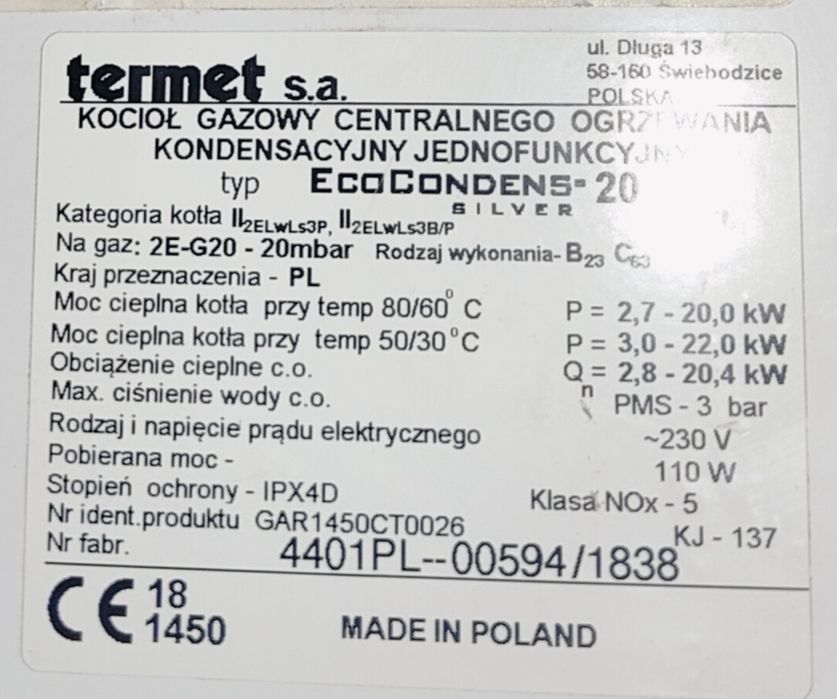 termet s.a.
ul. Długa 13
58-160 Świebodzice
POLSKA
KOCIOŁ GAZOWY CENTRALNEGO OGRZEWANIA
KONDENSACYJNY JEDNOFUNKCYJNY
typ ECOCONDENS-20
SILVER
Kategoria kotła II2ELwLs3P, II2ELwLs3B/P
Na gaz: 2E-G20 - 20mbar Rodzaj wykonania- B23 C63
Kraj przeznaczenia - PL
Moc cieplna kotła przy temp 80/60°C P = 2,7 - 20,0 kW
Moc cieplna kotła przy temp 50/30°C P = 3,0 - 22,0 kW
Obciążenie cieplne c.o. Qn = 2,8 - 20,4 kW
Max. ciśnienie wody c.o. PMS - 3 bar
Rodzaj i napięcie prądu elektrycznego ~230 V
Pobierana moc - 110 W
Stopień ochrony - IPX4D Klasa NOx - 5
Nr ident.produktu GAR1450CT0026 KJ - 137
Nr fabr. 4401PL--00594/1838
CE 18
1450
MADE IN POLAND